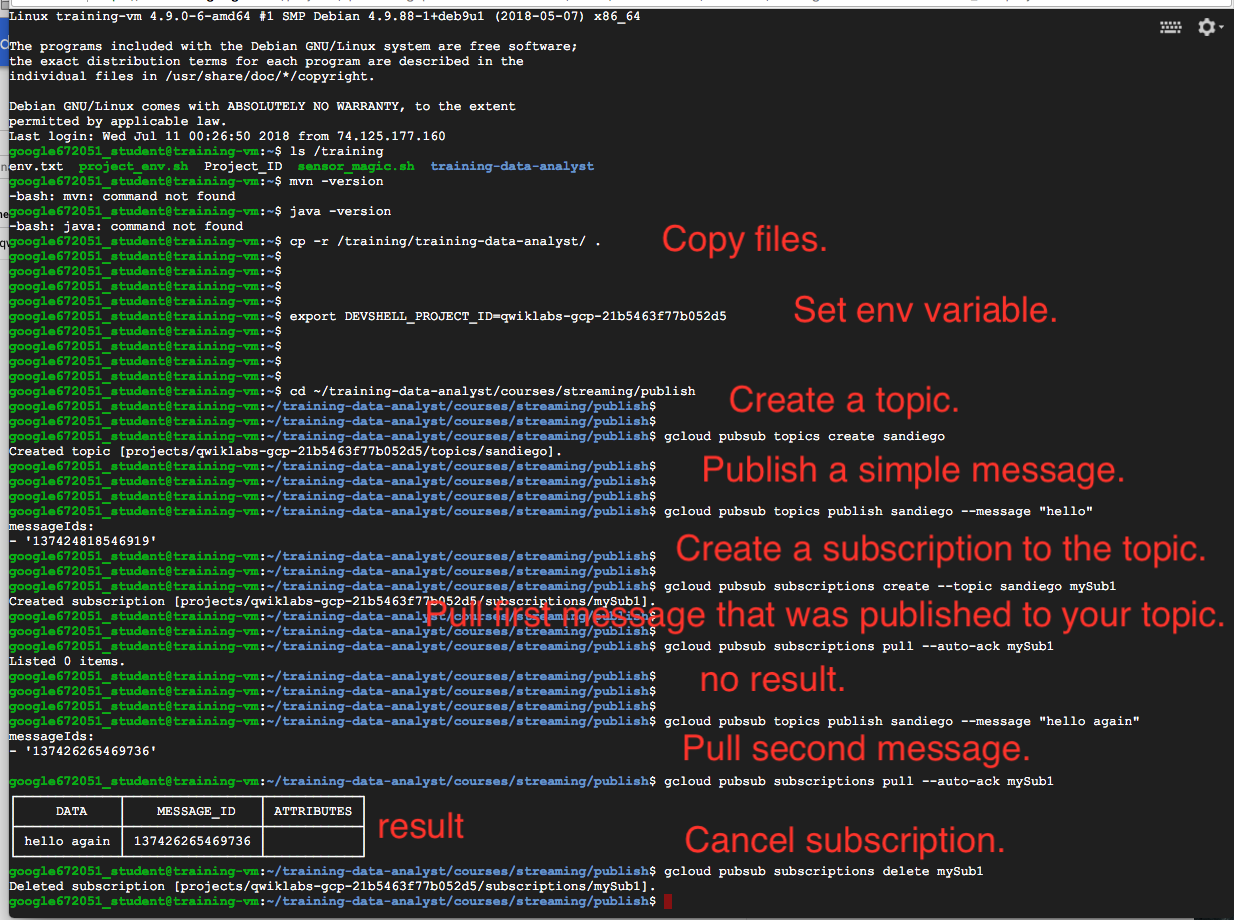 Linux training-vm 4.9.0-6-amd64 #1 SMP Debian 4.9.88-1+deb9u1 (2018-05-07) x86_64
The programs included with the Debian GNU/Linux system are free software;
the exact distribution terms for each program are described in the
individual files in /usr/share/doc/*/copyright.
Debian GNU/Linux comes with ABSOLUTELY NO WARRANTY, to the extent
permitted by applicable law.
Last login: Wed Jul 11 00:26:50 2018 from 74.125.177.160
google672051_student@training-vm:~$ ls /training
env.txt project_env.sh Project_ID sensor_magic.sh training-data-analyst
google672051_student@training-vm:~$ mvn -version
-bash: mvn: command not found
google672051_student@training-vm:~$ java -version
-bash: java: command not found
google672051_student@training-vm:~$ cp -r /training/training-data-analyst/ .
Copy files.
google672051_student@training-vm:~$
google672051_student@training-vm:~$
google672051_student@training-vm:~$
google672051_student@training-vm:~$
google672051_student@training-vm:~$ export DEVSHELL_PROJECT_ID=qwiklabs-gcp-21b5463f77b052d5
Set env variable.
google672051_student@training-vm:~$
google672051_student@training-vm:~$
google672051_student@training-vm:~$
google672051_student@training-vm:~$
google672051_student@training-vm:~$ cd ~/training-data-analyst/courses/streaming/publish
google672051_student@training-vm:~/training-data-analyst/courses/streaming/publish$
Create a topic.
google672051_student@training-vm:~/training-data-analyst/courses/streaming/publish$
google672051_student@training-vm:~/training-data-analyst/courses/streaming/publish$ gcloud pubsub topics create sandiego
Created topic [projects/qwiklabs-gcp-21b5463f77b052d5/topics/sandiego].
google672051_student@training-vm:~/training-data-analyst/courses/streaming/publish$
Publish a simple message.
google672051_student@training-vm:~/training-data-analyst/courses/streaming/publish$
google672051_student@training-vm:~/training-data-analyst/courses/streaming/publish$
google672051_student@training-vm:~/training-data-analyst/courses/streaming/publish$ gcloud pubsub topics publish sandiego --message "hello"
messageIds:
- '137424818546919'
google672051_student@training-vm:~/training-data-analyst/courses/streaming/publish$
Create a subscription to the topic.
google672051_student@training-vm:~/training-data-analyst/courses/streaming/publish$
google672051_student@training-vm:~/training-data-analyst/courses/streaming/publish$ gcloud pubsub subscriptions create --topic sandiego mySub1
Created subscription [projects/qwiklabs-gcp-21b5463f77b052d5/subscriptions/mySub1].
Pull first message that was published to your topic.
google672051_student@training-vm:~/training-data-analyst/courses/streaming/publish$
google672051_student@training-vm:~/training-data-analyst/courses/streaming/publish$
google672051_student@training-vm:~/training-data-analyst/courses/streaming/publish$ gcloud pubsub subscriptions pull --auto-ack mySub1
Listed 0 items.
google672051_student@training-vm:~/training-data-analyst/courses/streaming/publish$
no result.
google672051_student@training-vm:~/training-data-analyst/courses/streaming/publish$
google672051_student@training-vm:~/training-data-analyst/courses/streaming/publish$
google672051_student@training-vm:~/training-data-analyst/courses/streaming/publish$ gcloud pubsub topics publish sandiego --message "hello again"
messageIds:
- '137426265469736'
Pull second message.
google672051_student@training-vm:~/training-data-analyst/courses/streaming/publish$ gcloud pubsub subscriptions pull --auto-ack mySub1
DATA MESSAGE_ID ATTRIBUTES
hello again 137426265469736
result
Cancel subscription.
google672051_student@training-vm:~/training-data-analyst/courses/streaming/publish$ gcloud pubsub subscriptions delete mySub1
Deleted subscription [projects/qwiklabs-gcp-21b5463f77b052d5/subscriptions/mySub1].
google672051_student@training-vm:~/training-data-analyst/courses/streaming/publish$